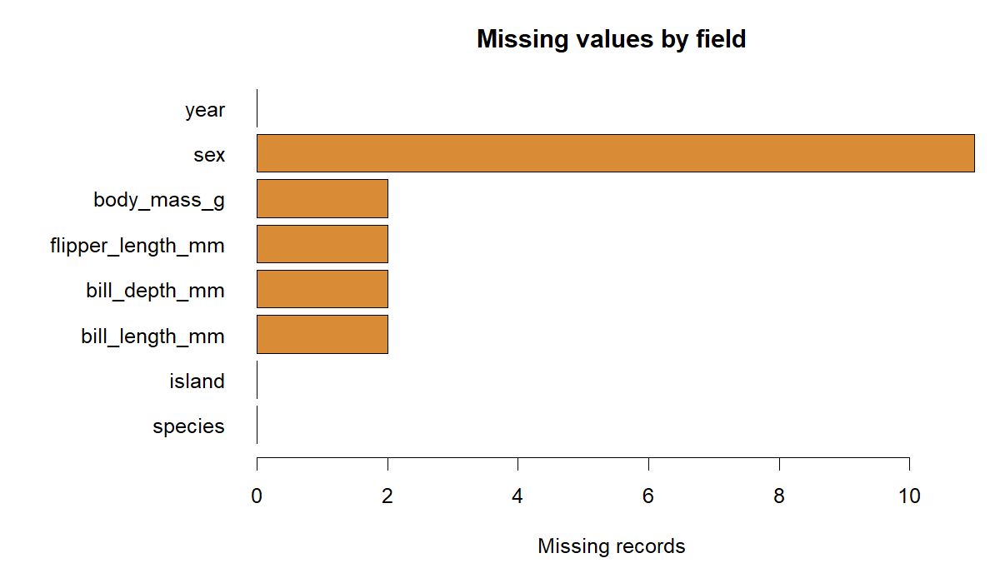 Missing values by field
year
sex
body_mass_g
flipper_length_mm
bill_depth_mm
bill_length_mm
island
species
0 2 4 6 8 10
Missing records